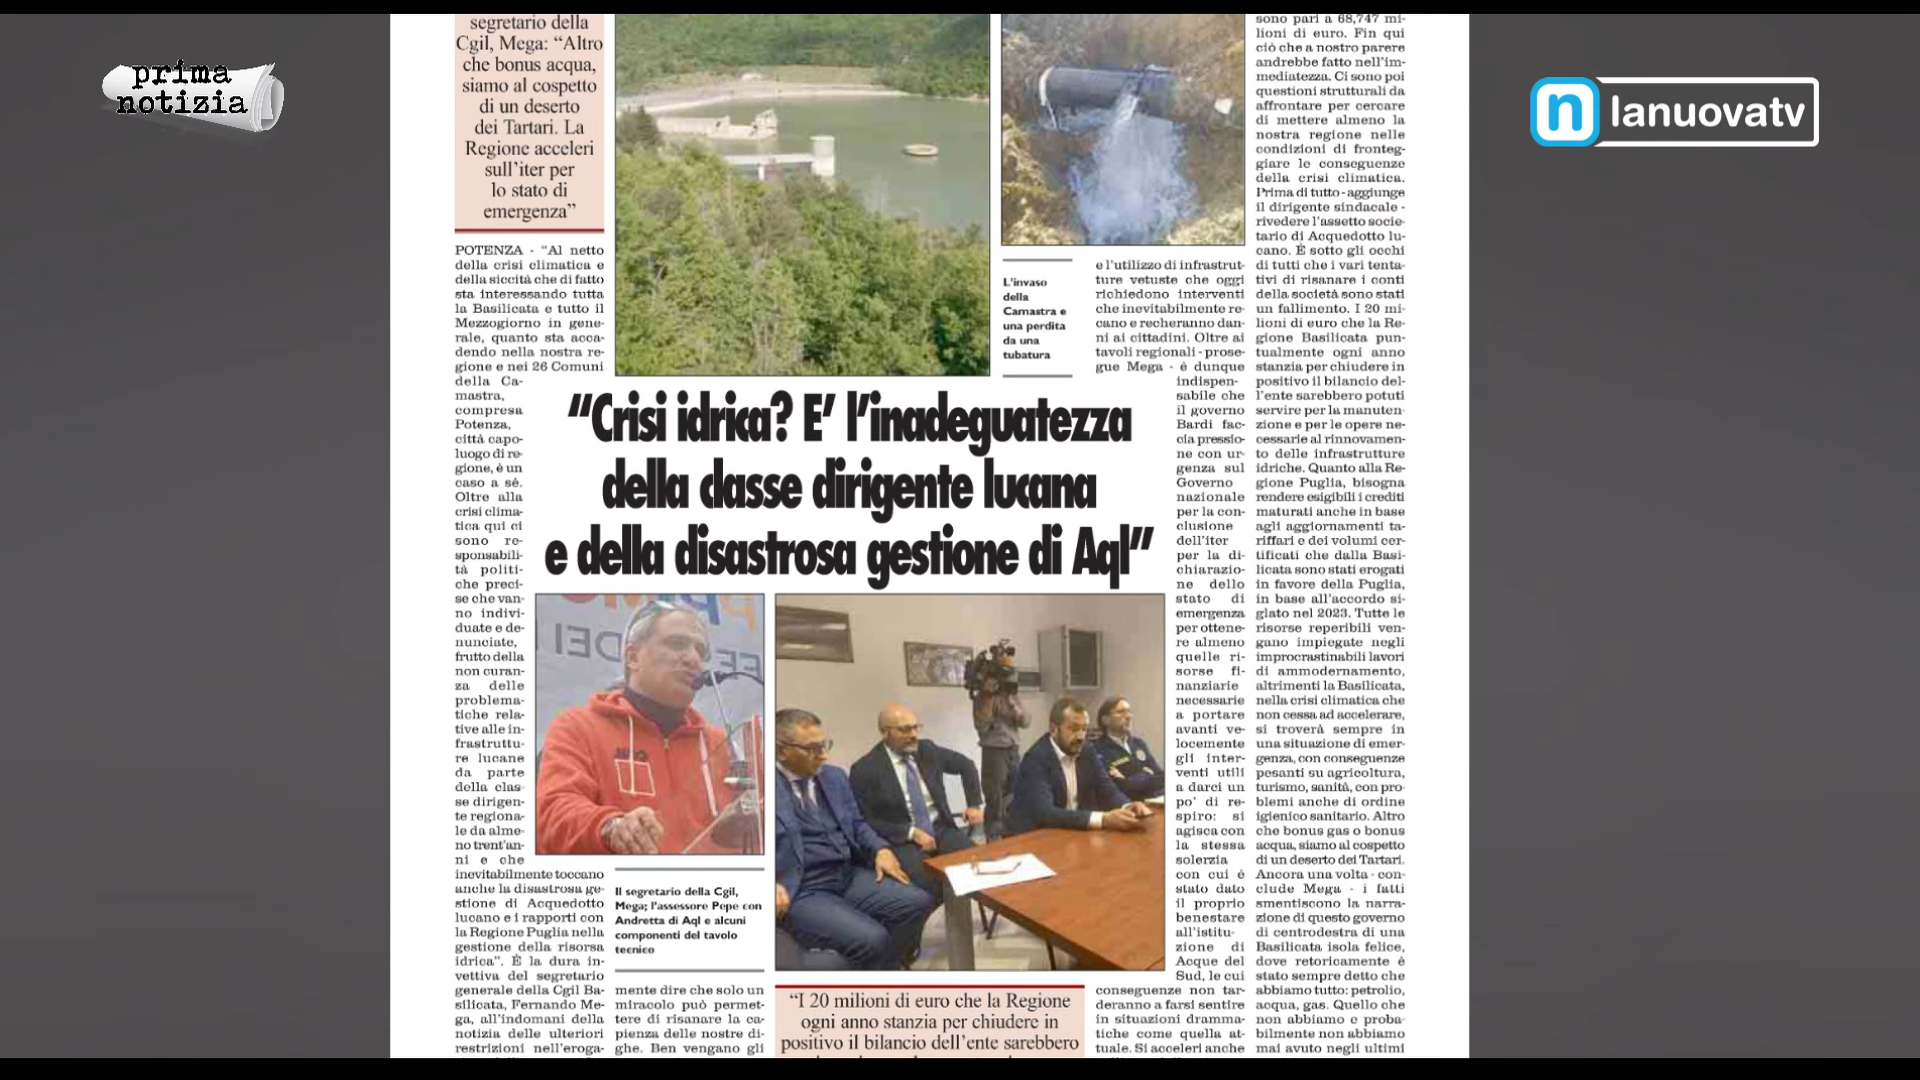 prima
notizia
lanuovatv
segretario della
Cgil, Mega: “Altro
che bonus acqua,
siamo al cospetto
di un deserto
dei Tartari. La
Regione acceleri
sull’iter per
lo stato di
emergenza”
POTENZA - “Al netto
della crisi climatica e
della siccità che di fatto
sta interessando tutta
la Basilicata e tutto il
Mezzogiorno in gene-
rale, quanto sta acca-
dendo nella nostra re-
gione e nei 26 Comuni
della Ca-
mastra,
compresa
Potenza,
città capo-
luogo di re-
gione, è un
caso a sé.
Oltre alla
crisi clima-
tica qui ci
sono re-
sponsabili-
tà politi-
che preci-
se che van-
no indivi-
duate e de-
nunciate,
frutto della
non curan-
za delle
problema-
tiche rela-
tive alle in-
frastruttu-
re lucane
da parte
della clas-
se dirigen-
te regiona-
le da alme-
no trent’an-
ni e che
inevitabilmente toccano
anche la disastrosa ge-
stione di Acquedotto
lucano e i rapporti con
la Regione Puglia nella
gestione della risorsa
idrica”. È la dura in-
vettiva del segretario
generale della Cgil Ba-
silicata, Fernando Me-
ga, all’indomani della
notizia delle ulteriori
restrizioni nell’eroga-
“Crisi idrica? E’ l’inadeguatezza
della classe dirigente lucana
e della disastrosa gestione di Aql”
Il segretario della Cgil,
Mega; l’assessore Pepe con
Andretta di Aql e alcuni
componenti del tavolo
tecnico
mente dire che solo un
miracolo può permet-
tere di risanare la ca-
pienza delle nostre di-
ghe. Ben vengano gli
“I 20 milioni di euro che la Regione
ogni anno stanzia per chiudere in
positivo il bilancio dell’ente sarebbero
L’invaso
della
Camastra e
una perdita
da una
tubatura
e l’utilizzo di infrastrut-
ture vetuste che oggi
richiedono interventi
che inevitabilmente re-
cano e recheranno dan-
ni ai cittadini. Oltre ai
tavoli regionali - prose-
gue Mega - è dunque
indispen-
sabile che
il governo
Bardi fac-
cia pressio-
ne con ur-
genza sul
Governo
nazionale
per la con-
clusione
dell’iter
per la di-
chiarazio-
ne dello
stato di
emergenza
per ottene-
re almeno
quelle ri-
sorse fi-
nanziarie
necessarie
a portare
avanti ve-
locemente
gli inter-
venti utili
a darci un
po’ di re-
spiro: si
agisca con
la stessa
solerzia
con cui è
stato dato
il proprio
benestare
all’istitu-
zione di
Acque del
Sud, le cui
conseguenze non tar-
deranno a farsi sentire
in situazioni dramma-
tiche come quella at-
tuale. Si acceleri anche
sono pari a 68,747 mi-
lioni di euro. Fin qui
ciò che a nostro parere
andrebbe fatto nell’im-
mediatezza. Ci sono poi
questioni strutturali da
affrontare per cercare
di mettere almeno la
nostra regione nelle
condizioni di fronteg-
giare le conseguenze
della crisi climatica.
Prima di tutto - aggiunge
il dirigente sindacale -
rivedere l’assetto socie-
tario di Acquedotto lu-
cano. È sotto gli occhi
di tutti che i vari tenta-
tivi di risanare i conti
della società sono stati
un fallimento. I 20 mi-
lioni di euro che la Re-
gione Basilicata pun-
tualmente ogni anno
stanzia per chiudere in
positivo il bilancio del-
l’ente sarebbero potuti
servire per la manuten-
zione e per le opere ne-
cessarie al rinnovamen-
to delle infrastrutture
idriche. Quanto alla Re-
gione Puglia, bisogna
rendere esigibili i crediti
maturati anche in base
agli aggiornamenti ta-
riffari e dei volumi cer-
tificati che dalla Basi-
licata sono stati erogati
in favore della Puglia,
in base all’accordo si-
glato nel 2023. Tutte le
risorse reperibili ven-
gano impiegate negli
improcrastinabili lavori
di ammodernamento,
altrimenti la Basilicata,
nella crisi climatica che
non cessa ad accelerare,
si troverà sempre in
una situazione di emer-
genza, con conseguenze
pesanti su agricoltura,
turismo, sanità, con pro-
blemi anche di ordine
igienico sanitario. Altro
che bonus gas o bonus
acqua, siamo al cospetto
di un deserto dei Tartari.
Ancora una volta - con-
clude Mega - i fatti
smentiscono la narra-
zione di questo governo
di centrodestra di una
Basilicata isola felice,
dove retoricamente è
stato sempre detto che
abbiamo tutto: petrolio,
acqua, gas. Quello che
non abbiamo e proba-
bilmente non abbiamo
mai avuto negli ultimi